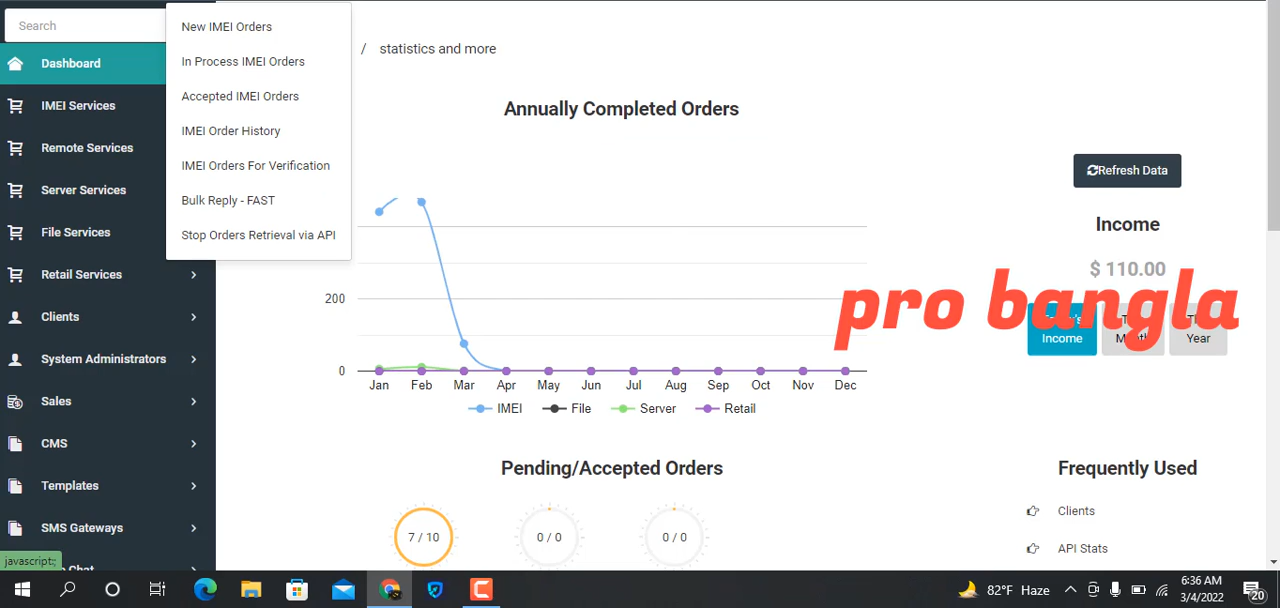 Search
Dashboard
IMEI Services
Remote Services
Server Services
File Services
Retail Services
Clients
System Administrators
Sales
CMS
Templates
SMS Gateways
Chat
javascript:;
New IMEI Orders
In Process IMEI Orders
Accepted IMEI Orders
IMEI Order History
IMEI Orders For Verification
Bulk Reply - FAST
Stop Orders Retrieval via API
/ statistics and more
Annually Completed Orders
200
0
Jan Feb Mar Apr May Jun Jul Aug Sep Oct Nov Dec
IMEI File Server Retail
Refresh Data
Income
$ 110.00
pro bangla
Income
Year
Pending/Accepted Orders
7 / 10 0 / 0 0 / 0
Frequently Used
Clients
API Stats
82°F Haze
6:36 AM
3/4/2022
20